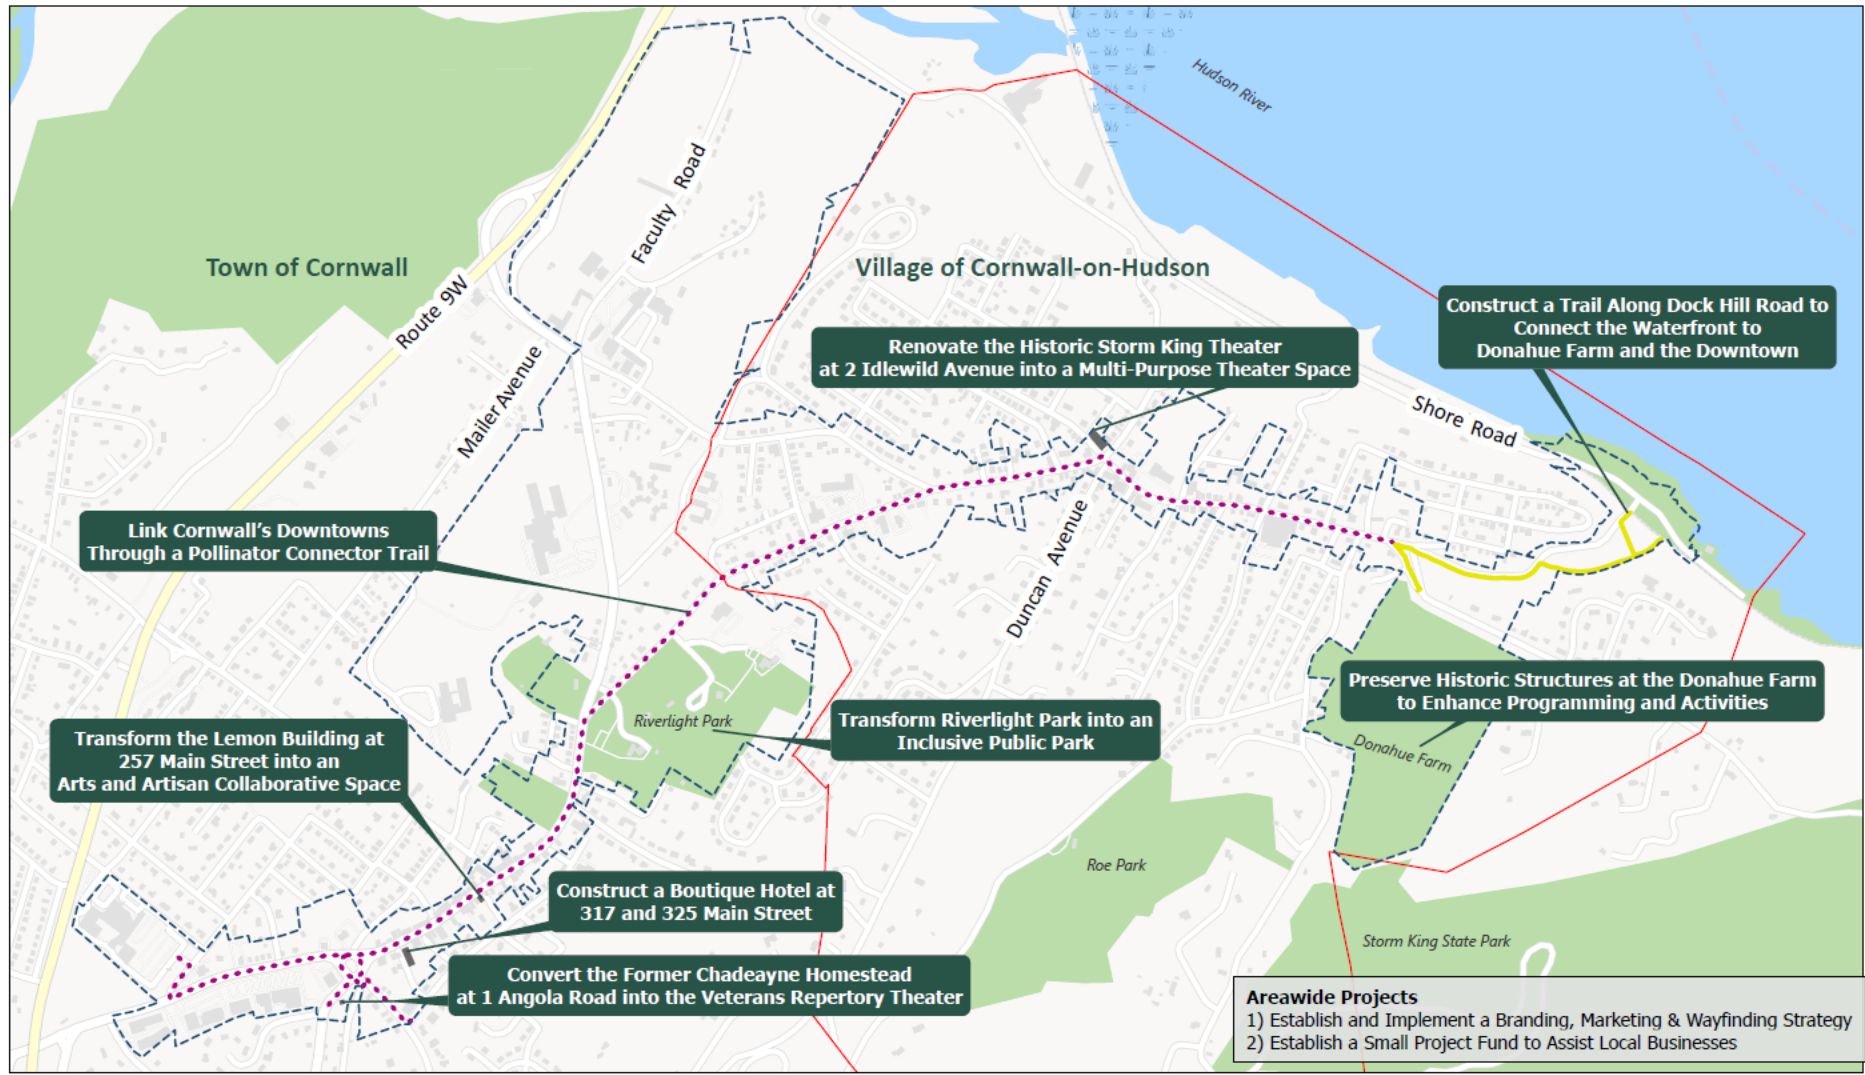 Hudson River
Faculty Road
Town of Cornwall
Village of Cornwall-on-Hudson
Route 9W
Construct a Trail Along Dock Hill Road to
Connect the Waterfront to
Donahue Farm and the Downtown
Renovate the Historic Storm King Theater
at 2 Idlewild Avenue into a Multi-Purpose Theater Space
Mailer Avenue
Shore Road
Link Cornwall’s Downtowns
Through a Pollinator Connector Trail
Duncan Avenue
Preserve Historic Structures at the Donahue Farm
to Enhance Programming and Activities
Riverlight Park
Transform Riverlight Park into an
Inclusive Public Park
Transform the Lemon Building at
257 Main Street into an
Arts and Artisan Collaborative Space
Donahue Farm
Roe Park
Construct a Boutique Hotel at
317 and 325 Main Street
Storm King State Park
Convert the Former Chadeayne Homestead
at 1 Angola Road into the Veterans Repertory Theater
Areawide Projects
1) Establish and Implement a Branding, Marketing & Wayfinding Strategy
2) Establish a Small Project Fund to Assist Local Businesses